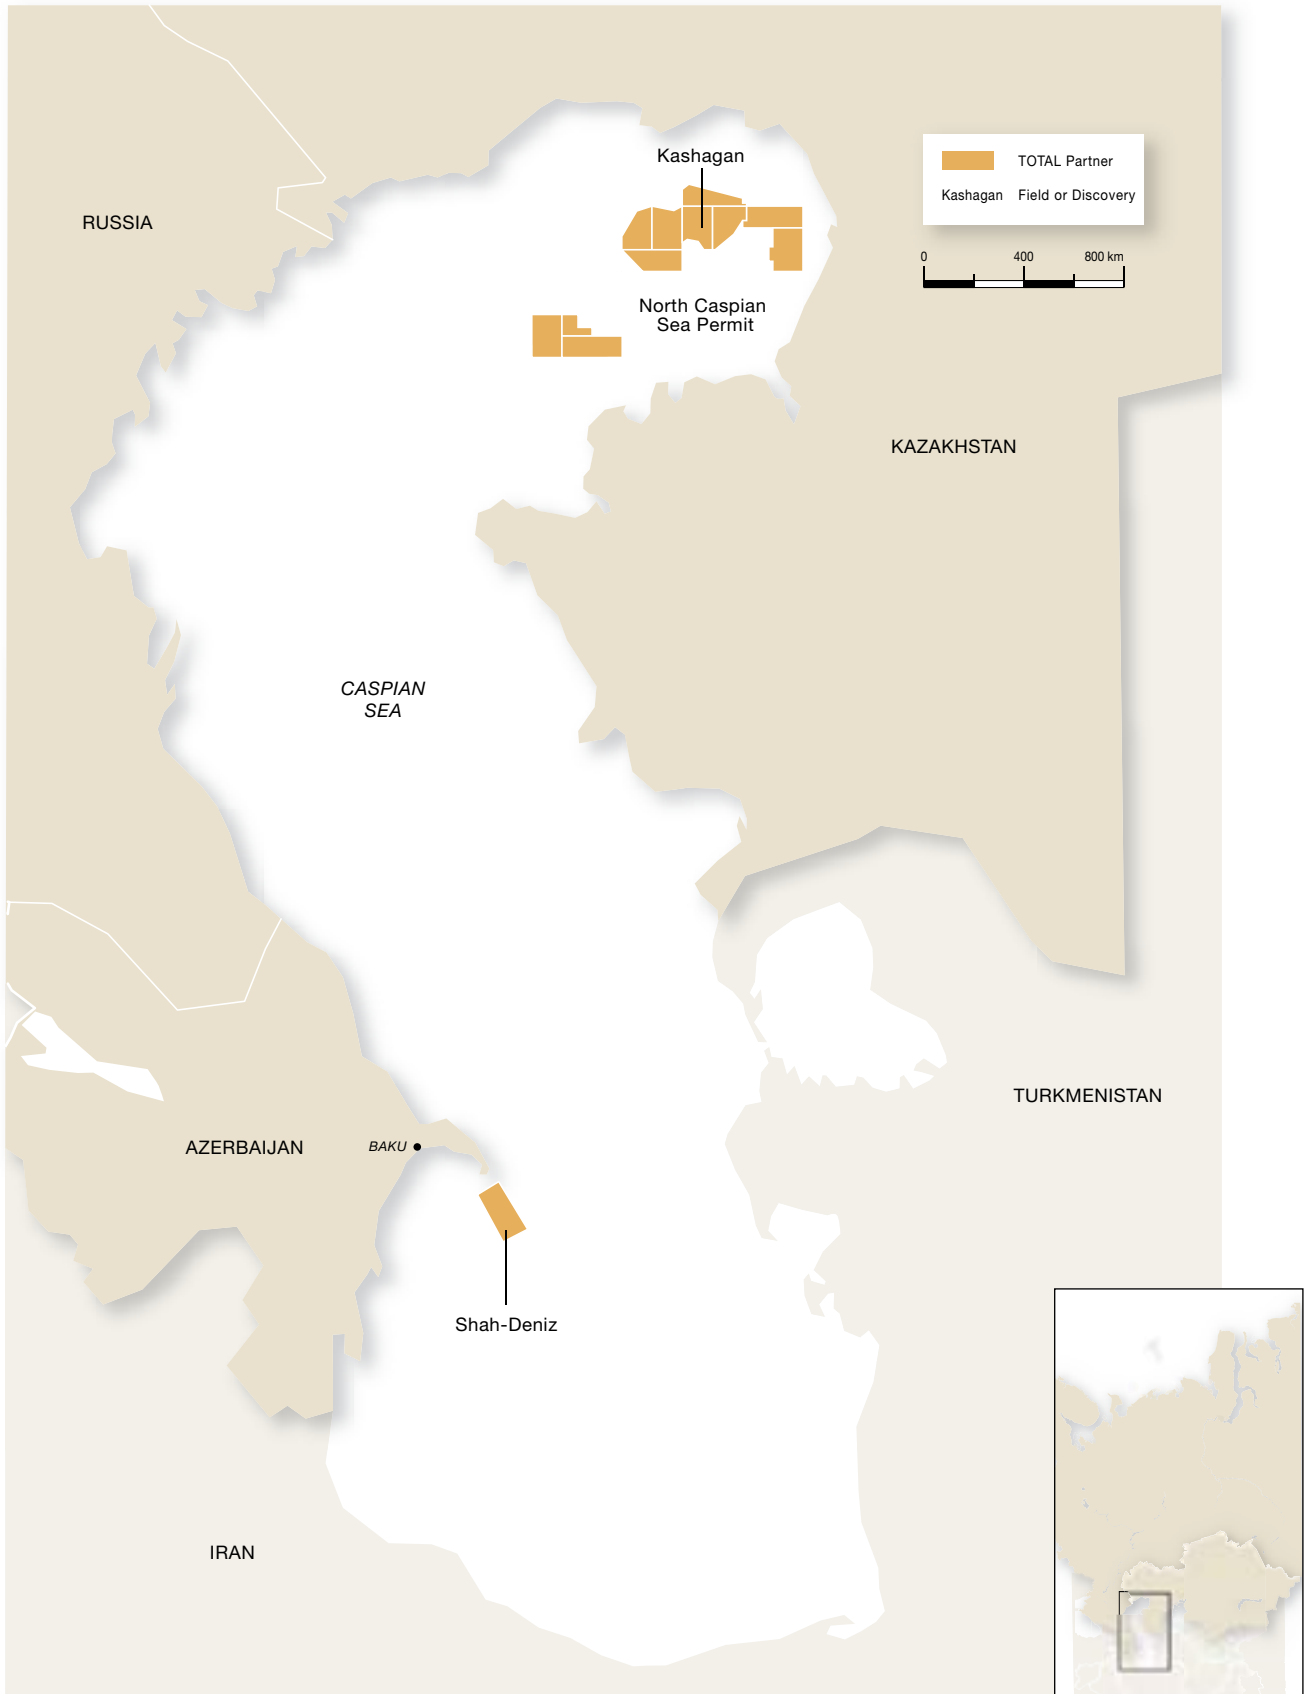 Kashagan
TOTAL Partner
Kashagan Field or Discovery
RUSSIA
0 400 800 km
North Caspian
Sea Permit
KAZAKHSTAN
CASPIAN
SEA
TURKMENISTAN
AZERBAIJAN
BAKU
Shah-Deniz
IRAN